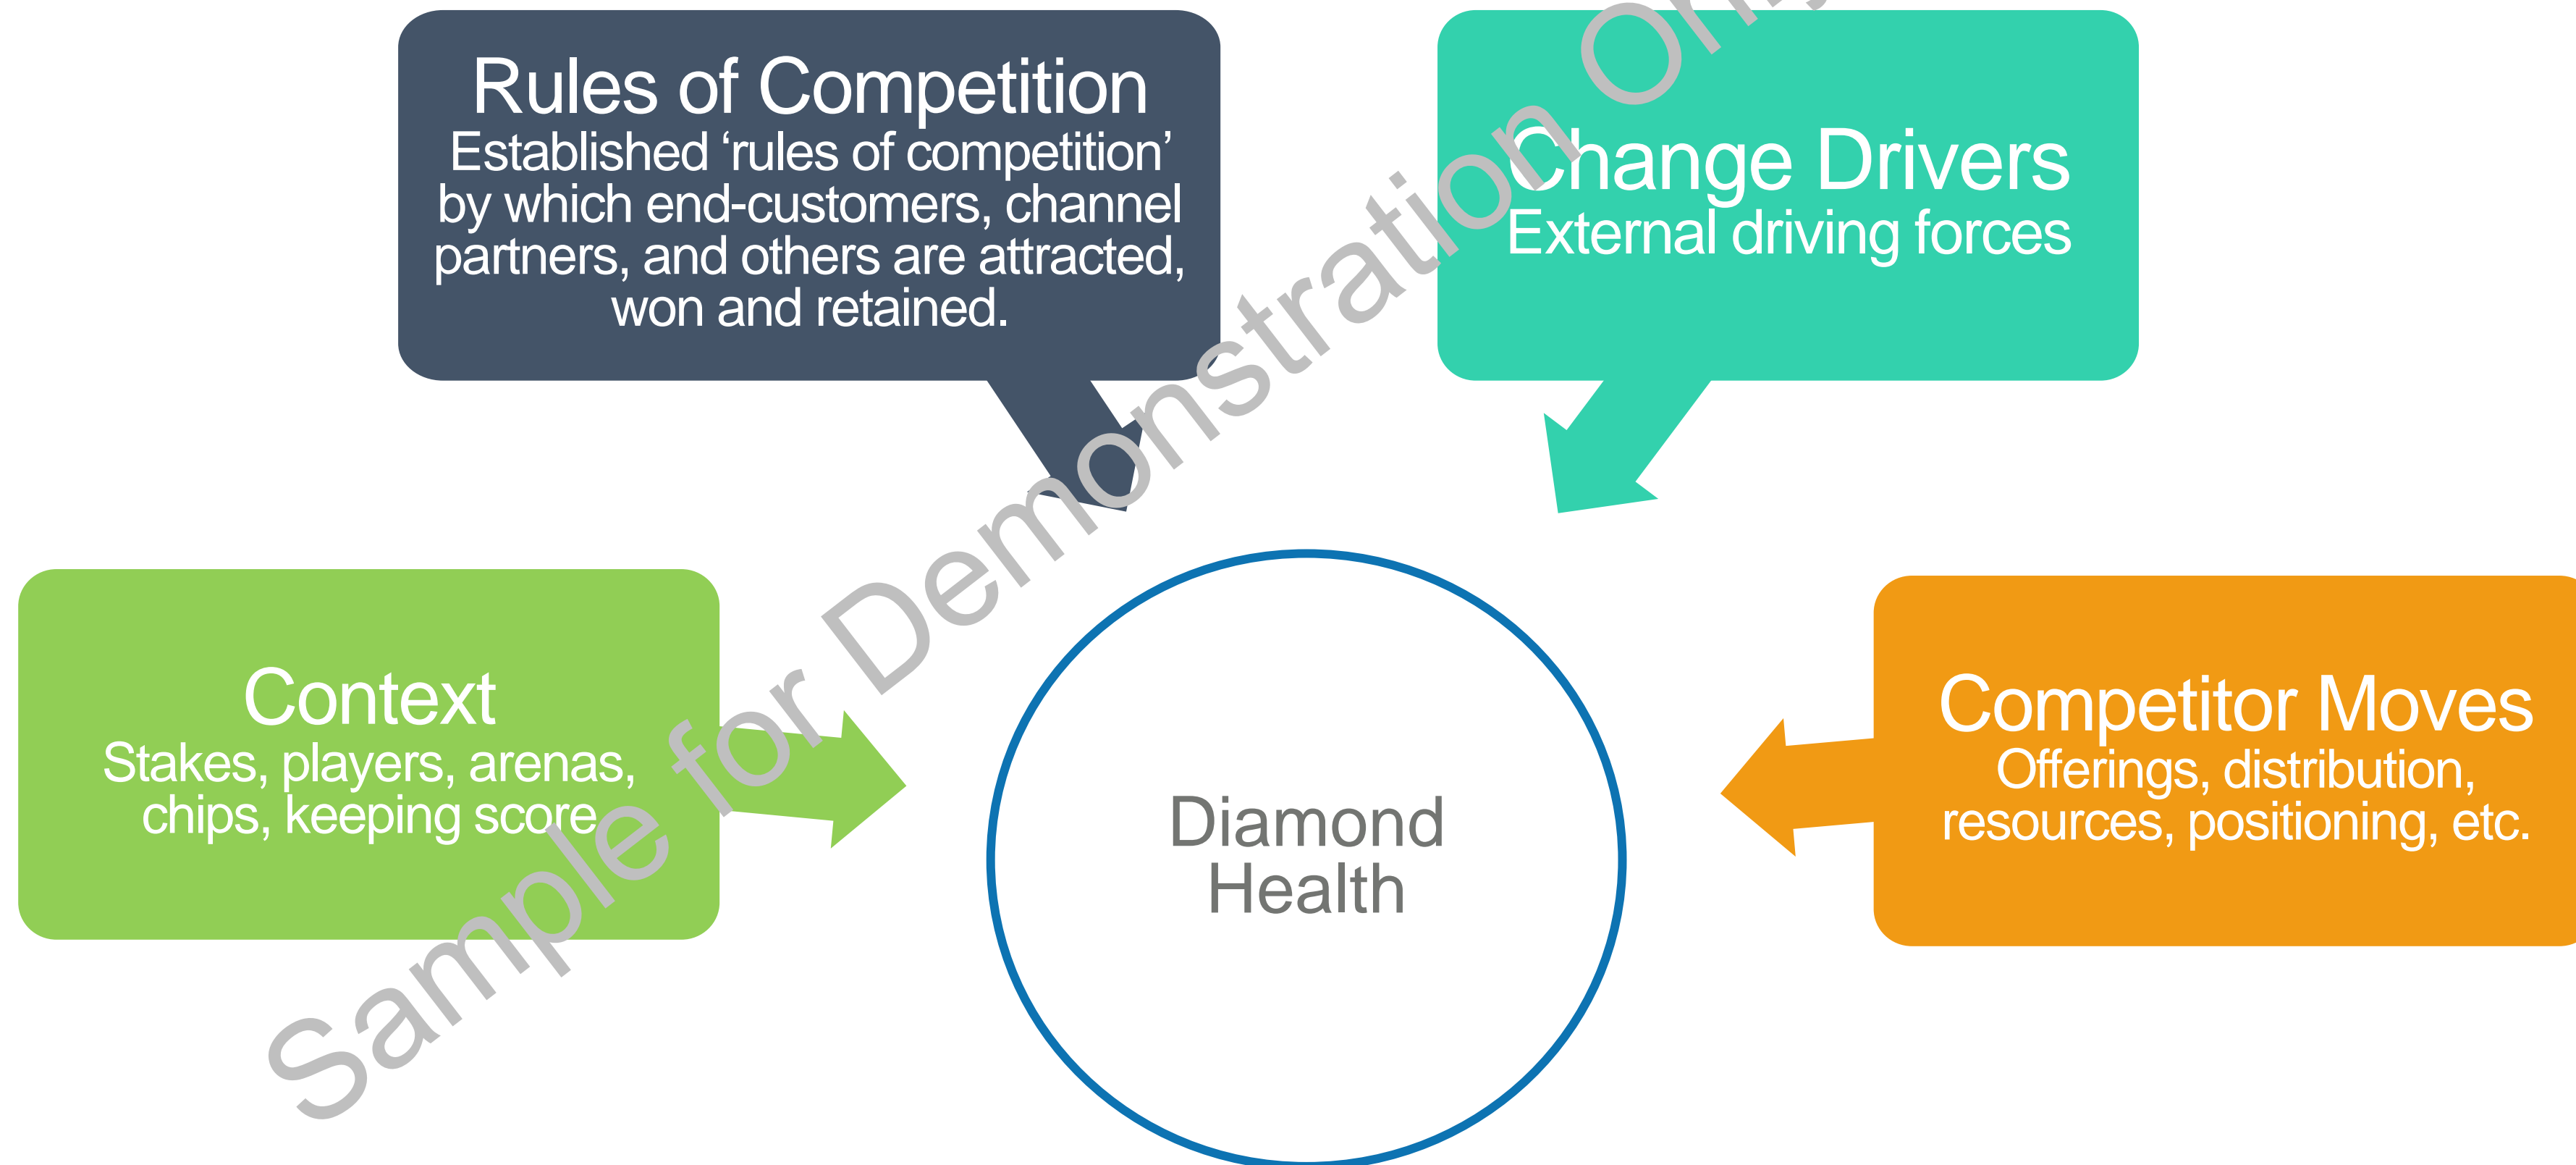 Rules of Competition
Established ‘rules of competition’
by which end-customers, channel
partners, and others are attracted,
won and retained.
Change Drivers
External driving forces
Context
Stakes, players, arenas,
chips, keeping score
Diamond
Health
Competitor Moves
Offerings, distribution,
resources, positioning, etc.
Sample for Demonstration